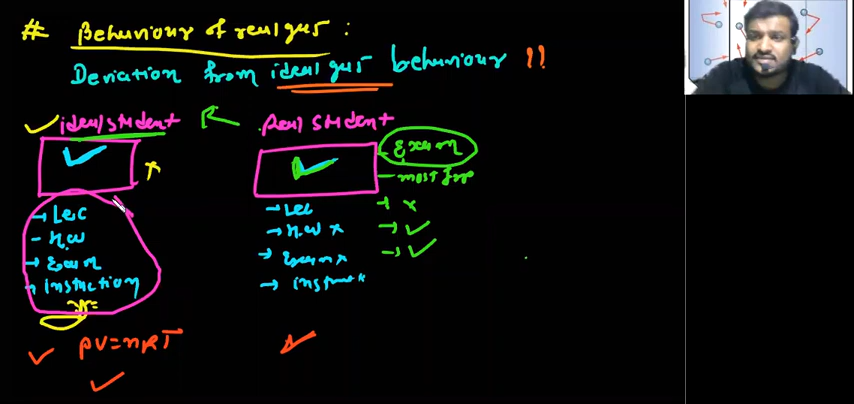 # Behaviour of real gas :
Deviation from ideal gas behaviour !!
ideal student
Real student
Exam
→ Lec
- H.W
→ Exam
→ instruction
→ Lec
→ H.W x
→ Exam x
→ x
PV=nRT